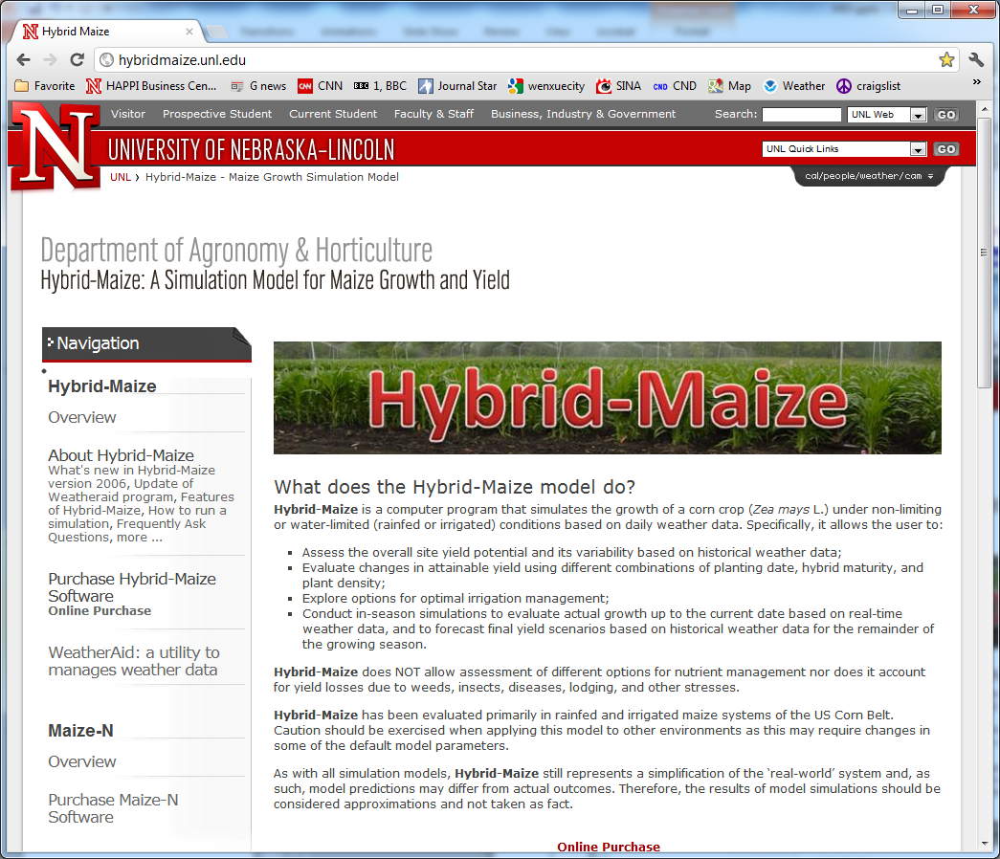 Hybrid Maize
hybridmaize.unl.edu
Favorite HAPPI Business Cen... G news CNN CNN BBC 1, BBC Journal Star wenxuecity SINA CND CND Map Weather craigslist »
N
Visitor Prospective Student Current Student Faculty & Staff Business, Industry & Government Search: UNL Web GO
UNIVERSITY OF NEBRASKA–LINCOLN UNL Quick Links GO
UNL › Hybrid-Maize - Maize Growth Simulation Model cal/people/weather/cam
Department of Agronomy & Horticulture
Hybrid-Maize: A Simulation Model for Maize Growth and Yield
Navigation
Hybrid-Maize
Overview
About Hybrid-Maize
What's new in Hybrid-Maize
version 2006, Update of
Weatheraid program, Features
of Hybrid-Maize, How to run a
simulation, Frequently Ask
Questions, more ...
Purchase Hybrid-Maize
Software
Online Purchase
WeatherAid: a utility to
manages weather data
Maize-N
Overview
Purchase Maize-N
Software
Hybrid-Maize
What does the Hybrid-Maize model do?
Hybrid-Maize is a computer program that simulates the growth of a corn crop (Zea mays L.) under non-limiting
or water-limited (rainfed or irrigated) conditions based on daily weather data. Specifically, it allows the user to:
▪ Assess the overall site yield potential and its variability based on historical weather data;
▪ Evaluate changes in attainable yield using different combinations of planting date, hybrid maturity, and
plant density;
▪ Explore options for optimal irrigation management;
▪ Conduct in-season simulations to evaluate actual growth up to the current date based on real-time
weather data, and to forecast final yield scenarios based on historical weather data for the remainder of
the growing season.
Hybrid-Maize does NOT allow assessment of different options for nutrient management nor does it account
for yield losses due to weeds, insects, diseases, lodging, and other stresses.
Hybrid-Maize has been evaluated primarily in rainfed and irrigated maize systems of the US Corn Belt.
Caution should be exercised when applying this model to other environments as this may require changes in
some of the default model parameters.
As with all simulation models, Hybrid-Maize still represents a simplification of the ‘real-world’ system and, as
such, model predictions may differ from actual outcomes. Therefore, the results of model simulations should be
considered approximations and not taken as fact.
Online Purchase